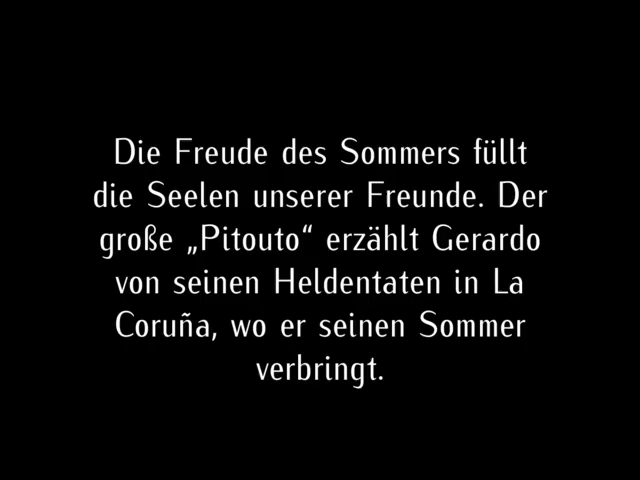 Die Freude des Sommers füllt
die Seelen unserer Freunde. Der
große „Pitouto“ erzählt Gerardo
von seinen Heldentaten in La
Coruña, wo er seinen Sommer
verbringt.